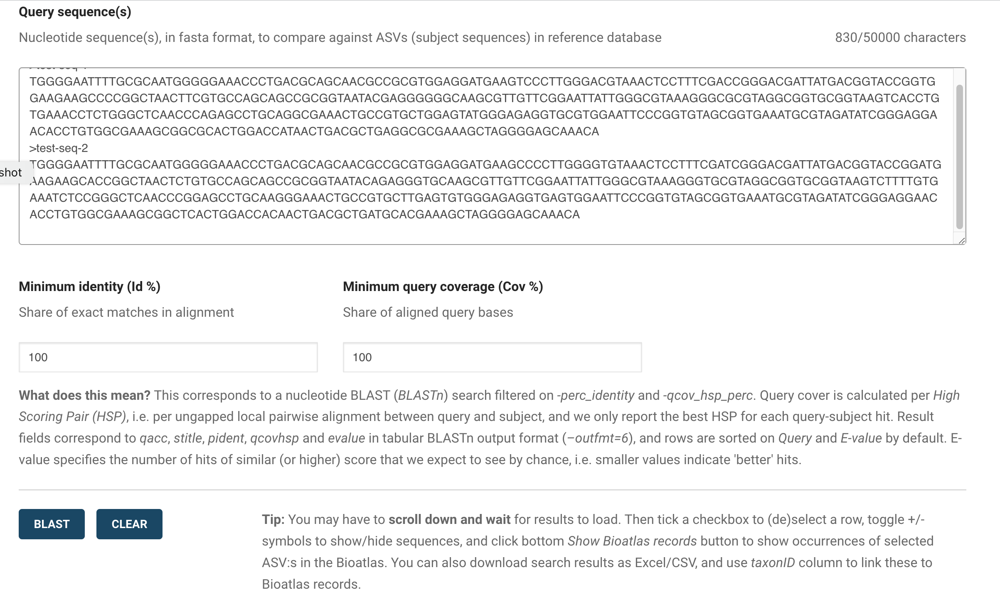 Query sequence(s)
Nucleotide sequence(s), in fasta format, to compare against ASVs (subject sequences) in reference database
830/50000 characters
TGGGGAATTTTGCGCAATGGGGGAAACCCTGACGCAGCAACGCCGCGTGGAGGATGAAGTCCCTTGGGACGTAAACTCCTTTCGACCGGGACGATTATGACGGTACCGGTG
GAAGAAGCCCCGGCTAACTTCGTGCCAGCAGCCGCGGTAATACGAGGGGGGCAAGCGTTGTTCGGAATTATTGGGCGTAAAGGGCGCGTAGGCGGTGCGGTAAGTCACCTG
TGAAACCTCTGGGCTCAACCCAGAGCCTGCAGGCGAAACTGCCGTGCTGGAGTATGGGAGAGGTGCGTGGAATTCCCGGTGTAGCGGTGAAATGCGTAGATATCGGGAGGA
ACACCTGTGGCGAAAGCGGCGCACTGGACCATAACTGACGCTGAGGCGCGAAAGCTAGGGGAGCAAACA
>test-seq-2
TGGGGAATTTTGCGCAATGGGGGAAACCCTGACGCAGCAACGCCGCGTGGAGGATGAAGCCCCTTGGGGTGTAAACTCCTTTCGATCGGGACGATTATGACGGTACCGGATG
shot
AAGAAGCACCGGCTAACTCTGTGCCAGCAGCCGCGGTAATACAGAGGGTGCAAGCGTTGTTCGGAATTATTGGGCGTAAAGGGTGCGTAGGCGGTGCGGTAAGTCTTTTGTG
AAATCTCCGGGCTCAACCCGGAGCCTGCAAGGGAAACTGCCGTGCTTGAGTGTGGGAGAGGTGAGTGGAATTCCCGGTGTAGCGGTGAAATGCGTAGATATCGGGAGGAAC
ACCTGTGGCGAAAGCGGCTCACTGGACCACAACTGACGCTGATGCACGAAAGCTAGGGGAGCAAACA
Minimum identity (Id %)
Share of exact matches in alignment
100
Minimum query coverage (Cov %)
Share of aligned query bases
100
What does this mean? This corresponds to a nucleotide BLAST (BLASTn) search filtered on -perc_identity and -qcov_hsp_perc. Query cover is calculated per High
Scoring Pair (HSP), i.e. per ungapped local pairwise alignment between query and subject, and we only report the best HSP for each query-subject hit. Result
fields correspond to qacc, stitle, pident, qcovhsp and evalue in tabular BLASTn output format (–outfmt=6), and rows are sorted on Query and E-value by default. E-
value specifies the number of hits of similar (or higher) score that we expect to see by chance, i.e. smaller values indicate 'better' hits.
BLAST
CLEAR
Tip: You may have to scroll down and wait for results to load. Then tick a checkbox to (de)select a row, toggle +/-
symbols to show/hide sequences, and click bottom Show Bioatlas records button to show occurrences of selected
ASV:s in the Bioatlas. You can also download search results as Excel/CSV, and use taxonID column to link these to
Bioatlas records.